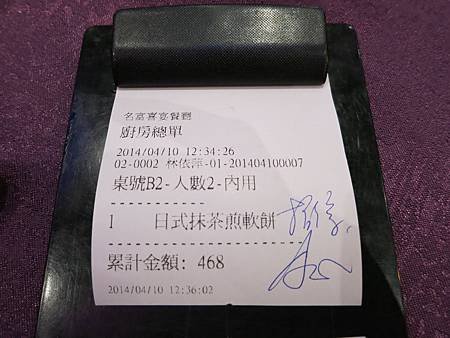 名富喜宴餐廳
廚房總單
2014/04/10 12:34:26
02-0002 林依萍-01-201404100007
桌號B2-人數2-內用
1 日式抹茶煎軟餅
累計金額: 468
2014/04/10 12:36:02